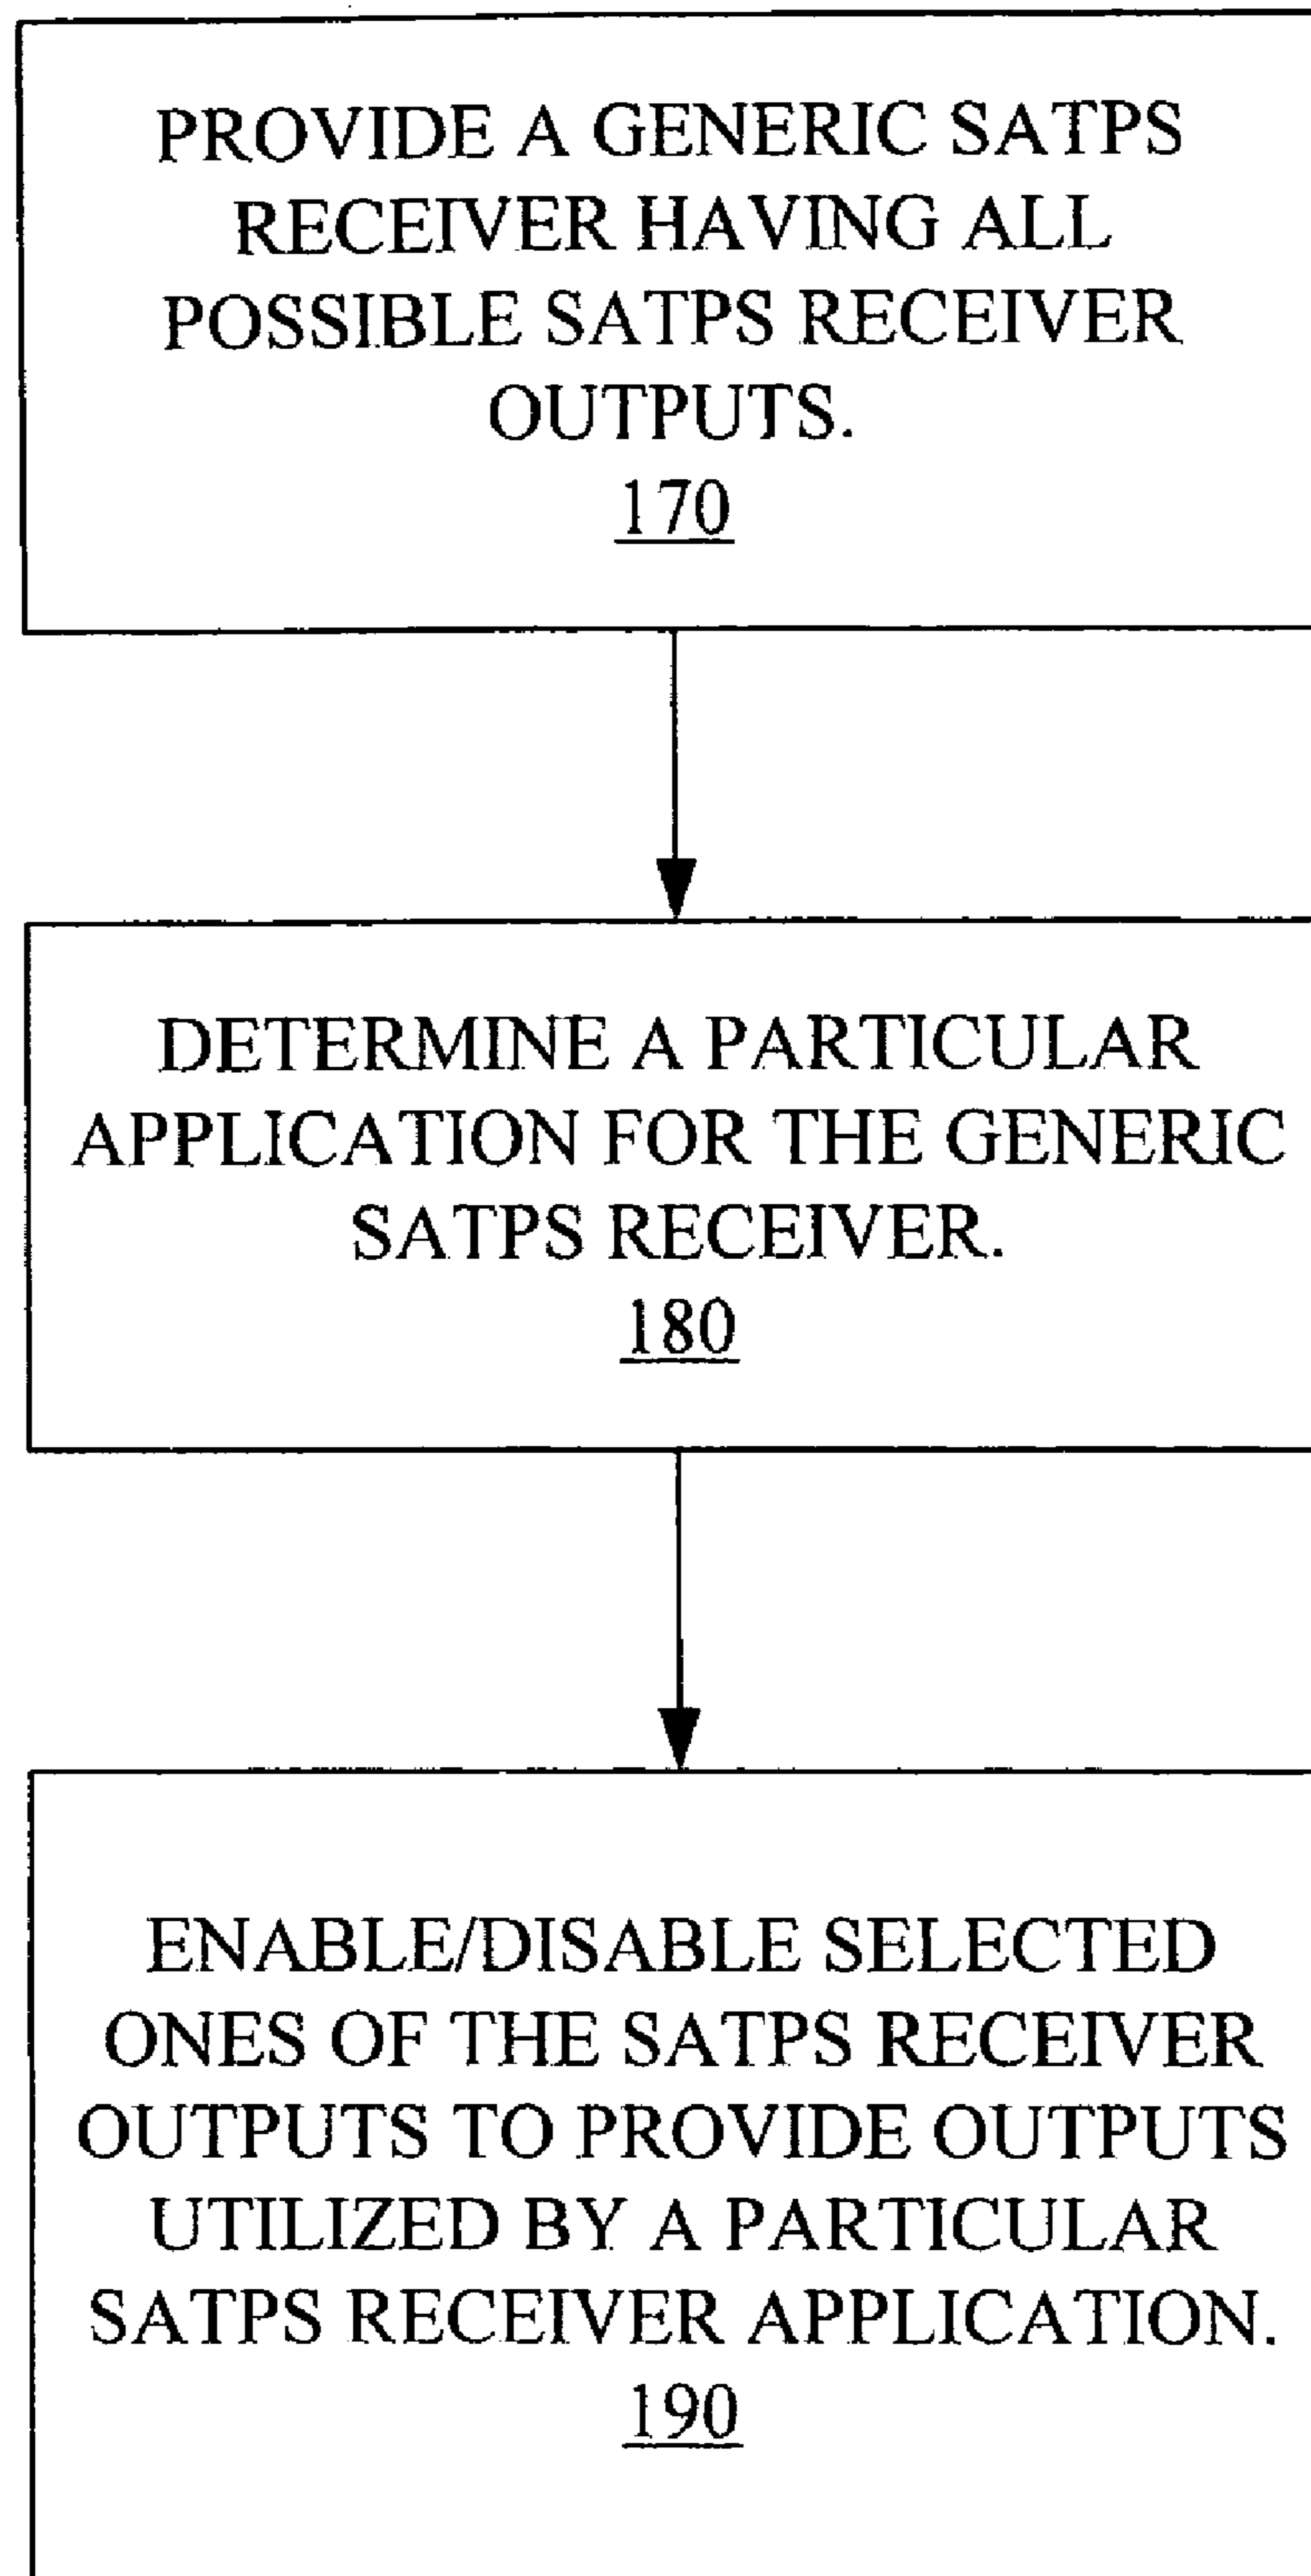 PROVIDE A GENERIC SATPS
RECEIVER HAVING ALL
POSSIBLE SATPS RECEIVER
OUTPUTS.
170
DETERMINE A PARTICULAR
APPLICATION FOR THE GENERIC
SATPS RECEIVER.
180
ENABLE/DISABLE SELECTED
ONES OF THE SATPS RECEIVER
OUTPUTS TO PROVIDE OUTPUTS
UTILIZED BY A PARTICULAR
SATPS RECEIVER APPLICATION.
190